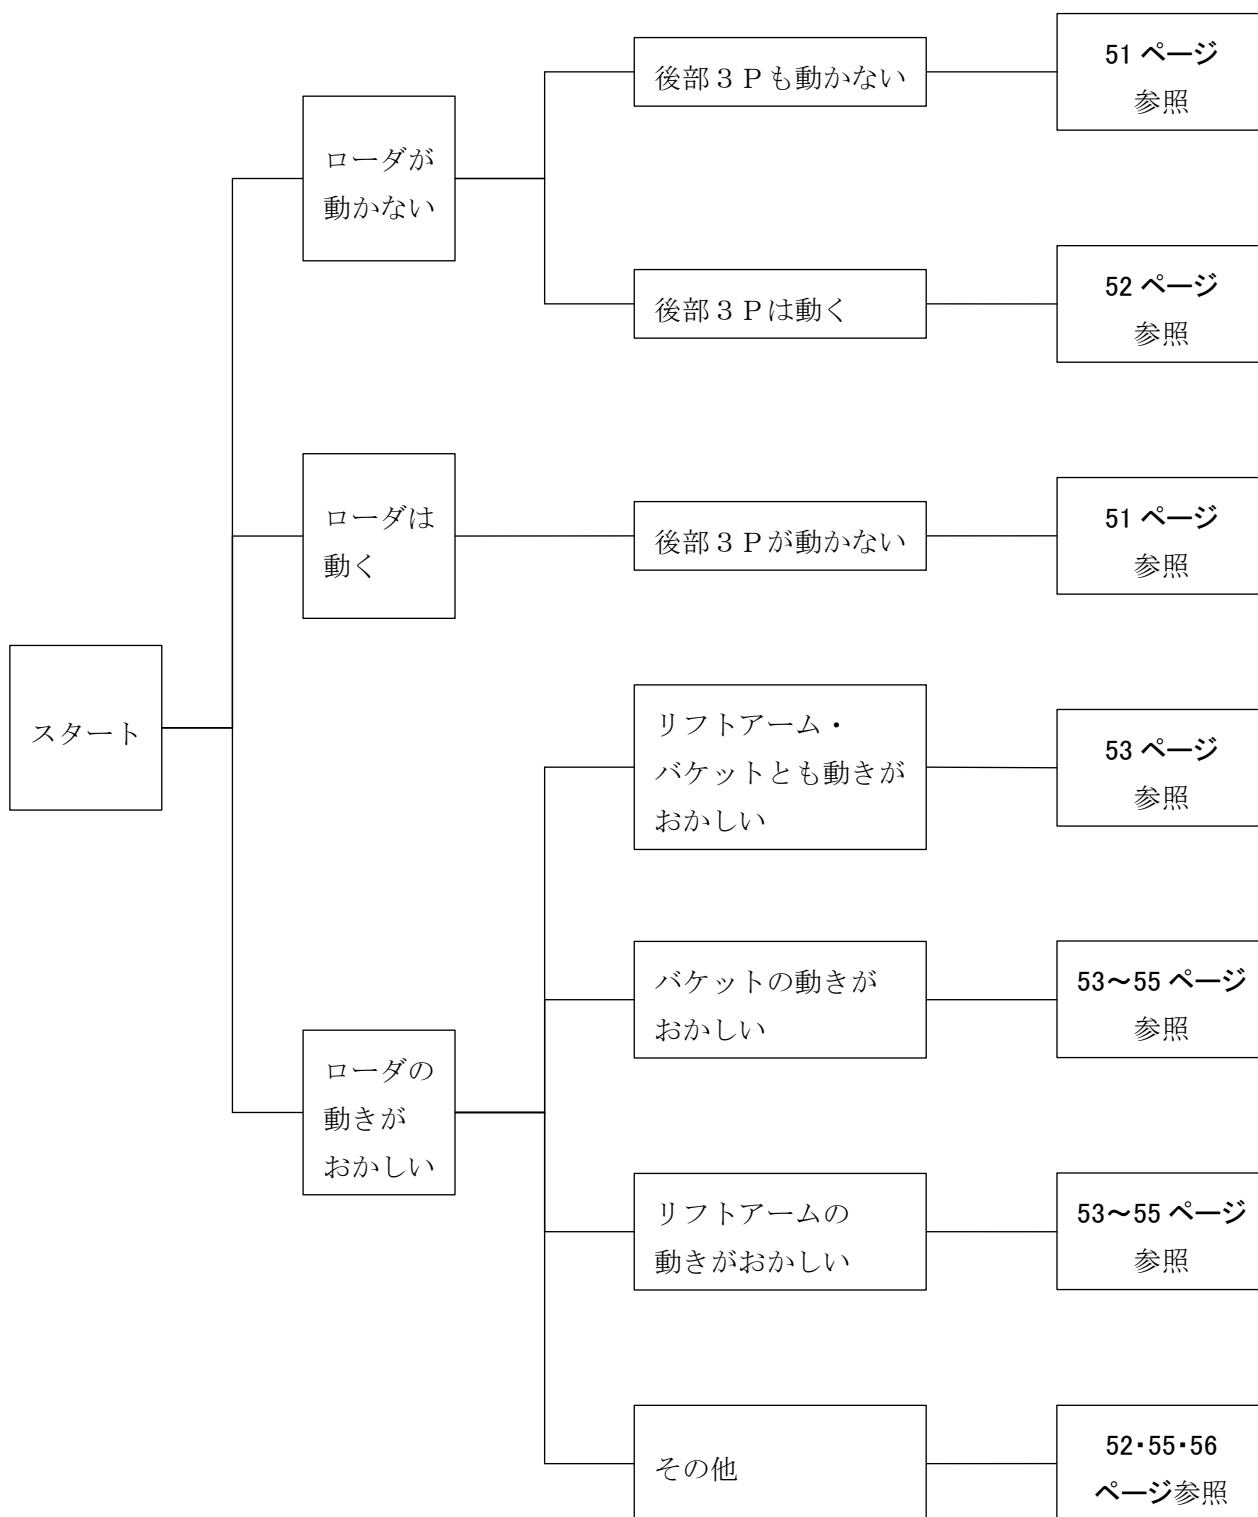 スタート
ローダが
動かない
後部３Ｐも動かない
51 ページ
参照
後部３Ｐは動く
52 ページ
参照
ローダは
動く
後部３Ｐが動かない
51 ページ
参照
ローダの
動きが
おかしい
リフトアーム・
バケットとも動きが
おかしい
53 ページ
参照
バケットの動きが
おかしい
53～55 ページ
参照
リフトアームの
動きがおかしい
53～55 ページ
参照
その他
52・55・56
ページ参照